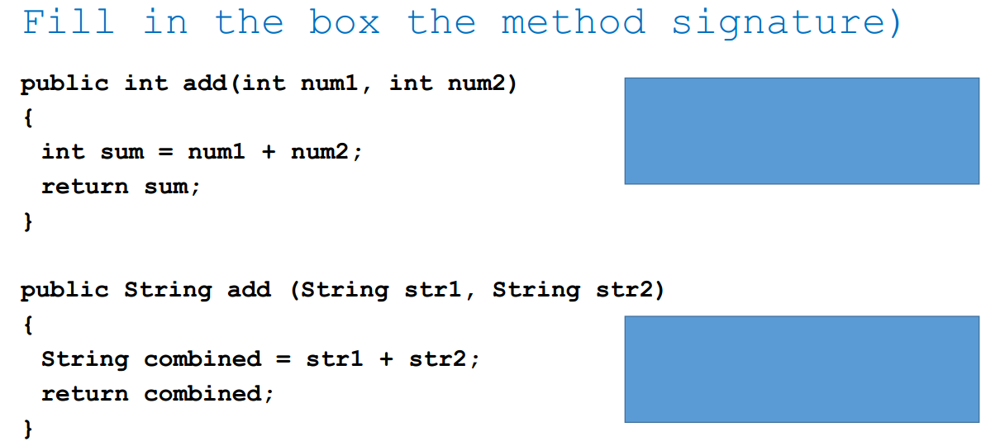 Fill in the box the method signature)
public int add(int num1, int num2)
{
int sum = num1 + num2;
return sum;
}
public String add (String str1, String str2)
{
String combined = str1 + str2;
return combined;
}